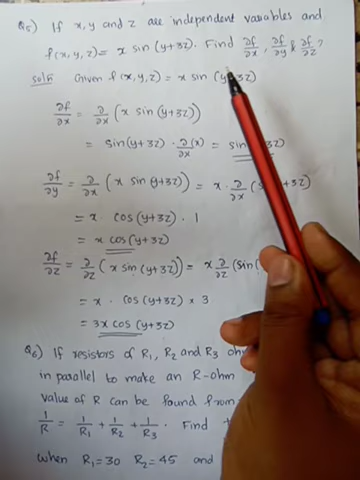 Q5) If x, y and z are independent variables and
f(x, y, z) = x sin (y+3z). Find ∂f/∂x, ∂f/∂y & ∂f/∂z?
Soln Given f(x, y, z) = x sin (y+3z)
∂f/∂x = ∂/∂x (x sin (y+3z))
= sin(y+3z) · ∂/∂x (x) = sin 3z)
∂f/∂y = ∂/∂x (x sin (y+3z)) = x · ∂/∂x ( +3z)
= x · cos (y+3z) · 1
= x cos (y+3z)
∂f/∂z = ∂/∂z (x sin (y+3z)) = x ∂/∂z (sin (
= x · cos (y+3z) × 3
= 3x cos (y+3z)
Q6) If resistors of R1, R2 and R3 ohm
in parallel to make an R-ohm
value of R can be found from
1/R = 1/R1 + 1/R2 + 1/R3. Find
when R1=30 R2=45 and